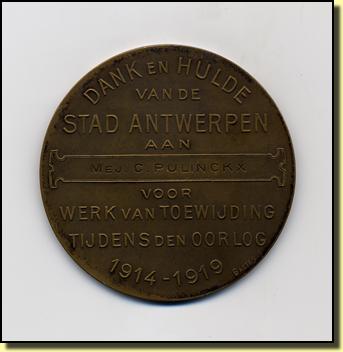 DANK EN HULDE
VAN DE
STAD ANTWERPEN
AAN
MEJ. C. PULINCKX
VOOR
WERK VAN TOEWIJDING
TIJDENS DEN OORLOG
1914-1919